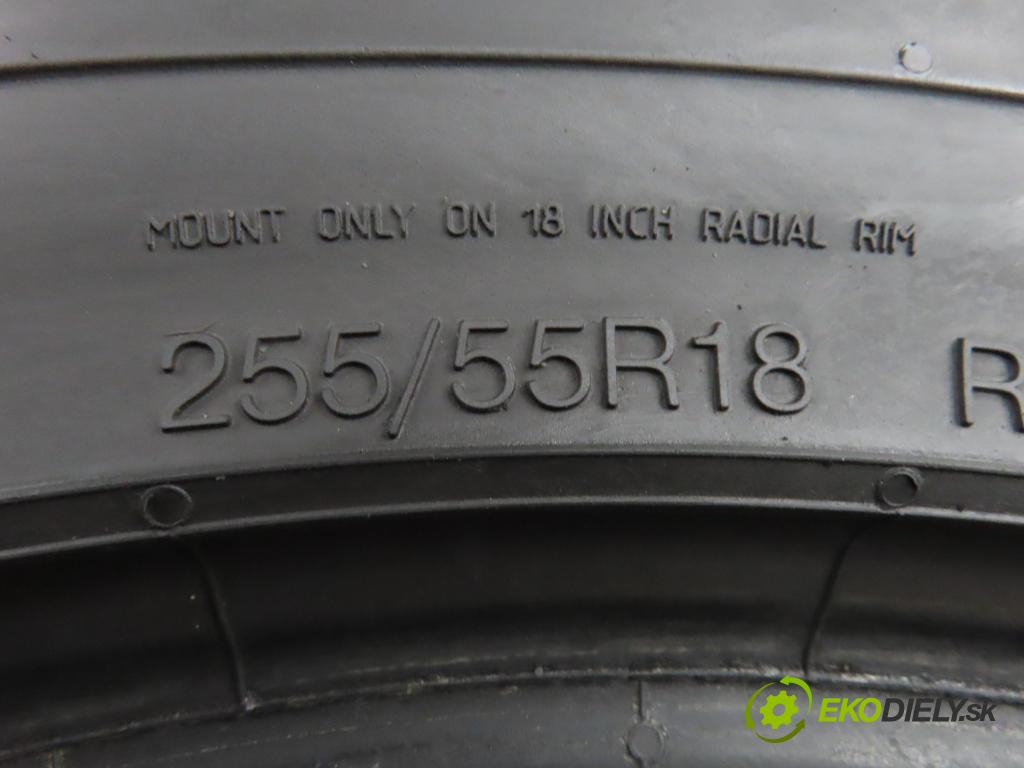 MOUNT ONLY ON 18 INCH RADIAL RIM
255/55R18 R
EKODIELY.sk